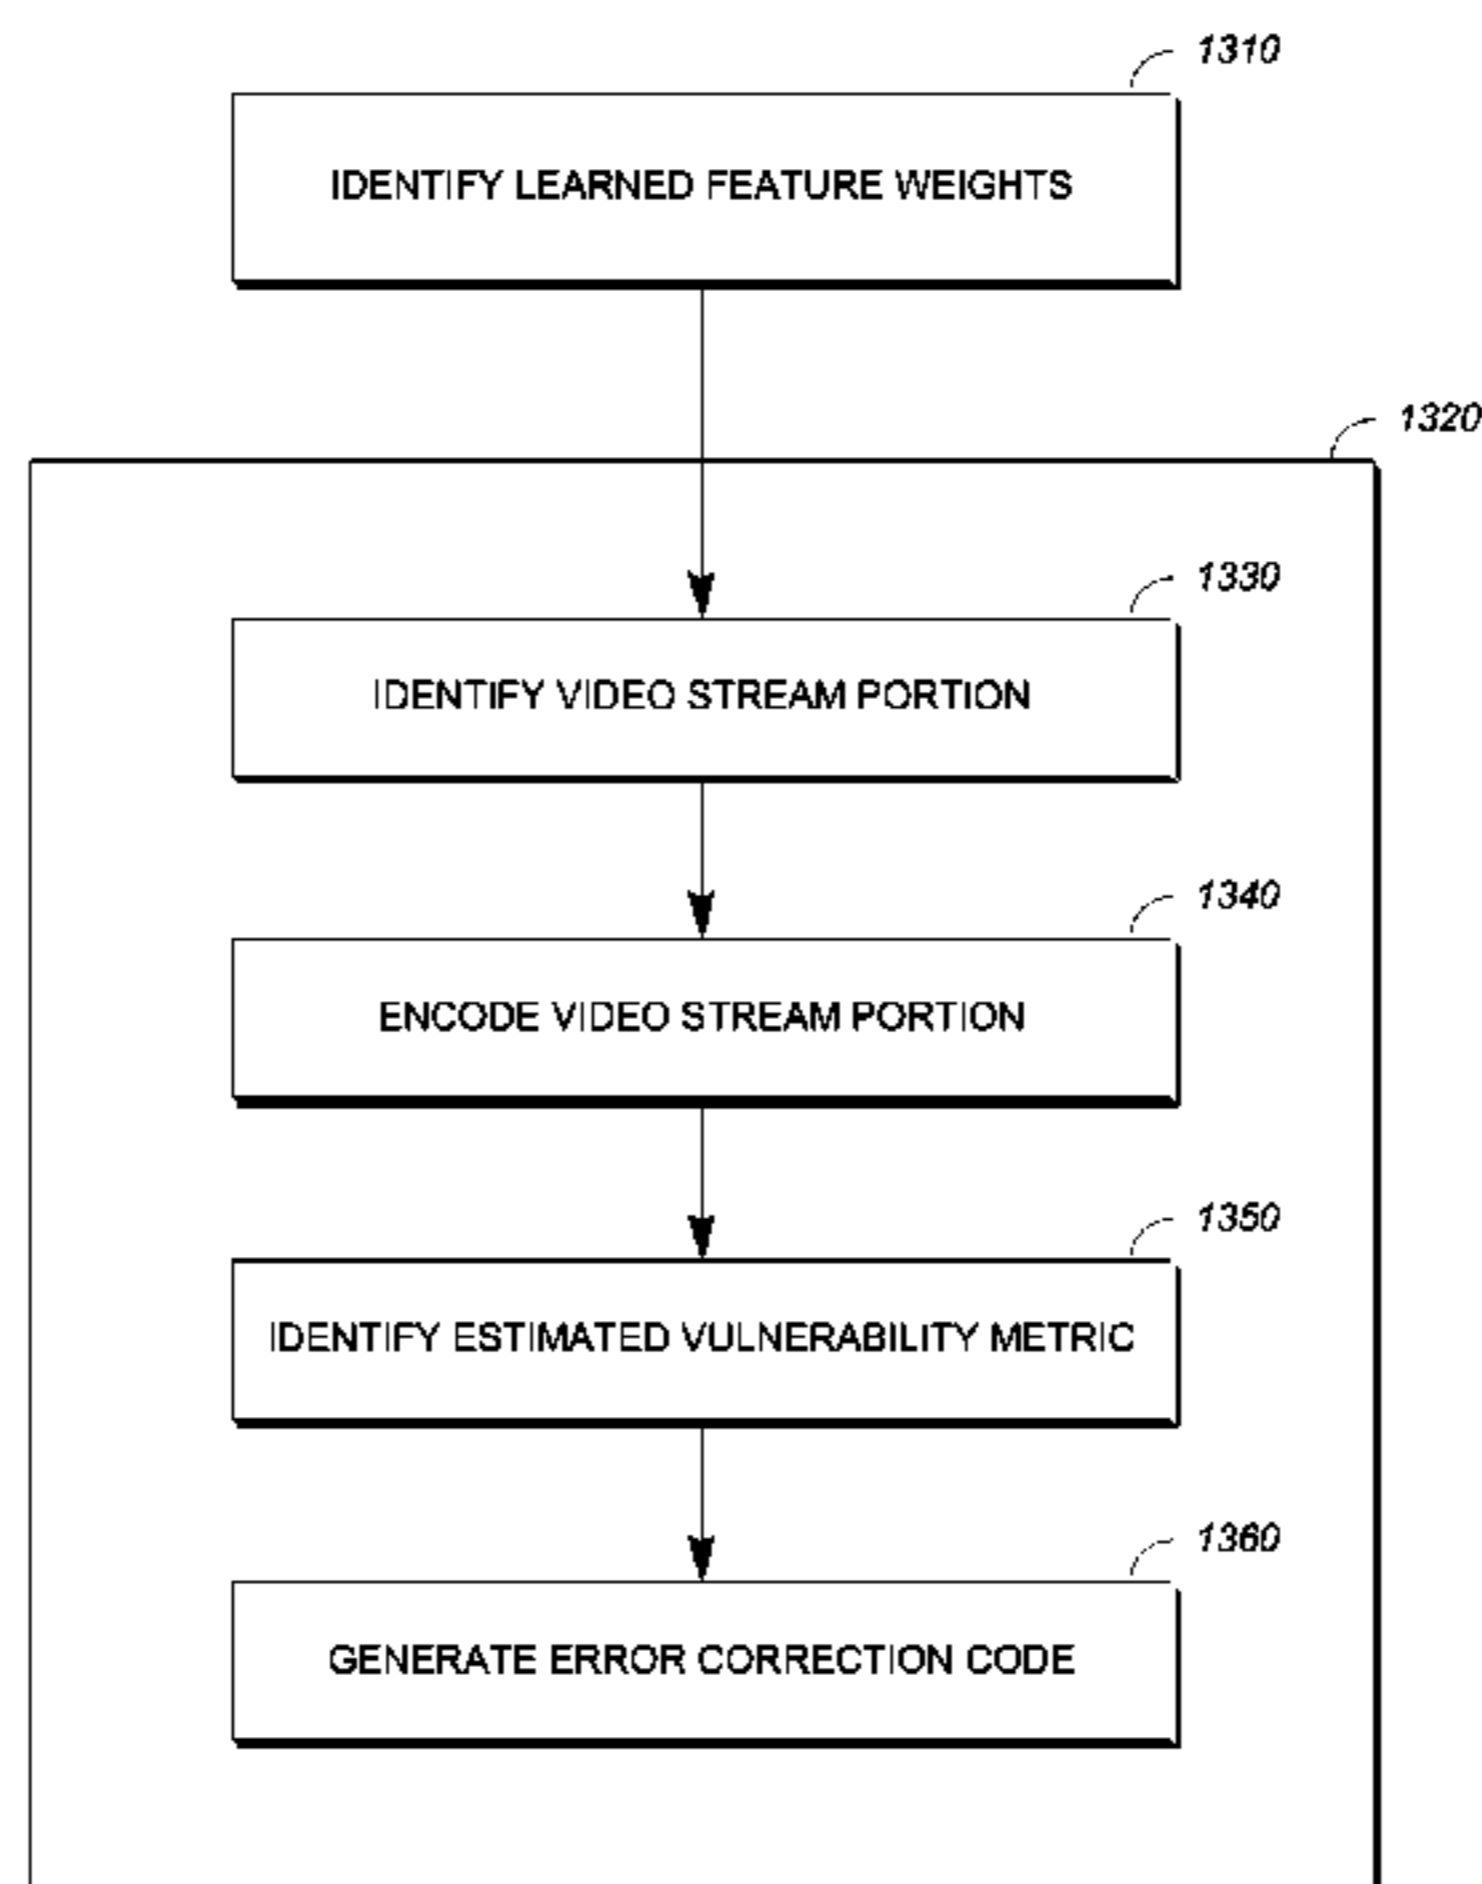 1310
IDENTIFY LEARNED FEATURE WEIGHTS
1320
1330
IDENTIFY VIDEO STREAM PORTION
1340
ENCODE VIDEO STREAM PORTION
1350
IDENTIFY ESTIMATED VULNERABILITY METRIC
1360
GENERATE ERROR CORRECTION CODE